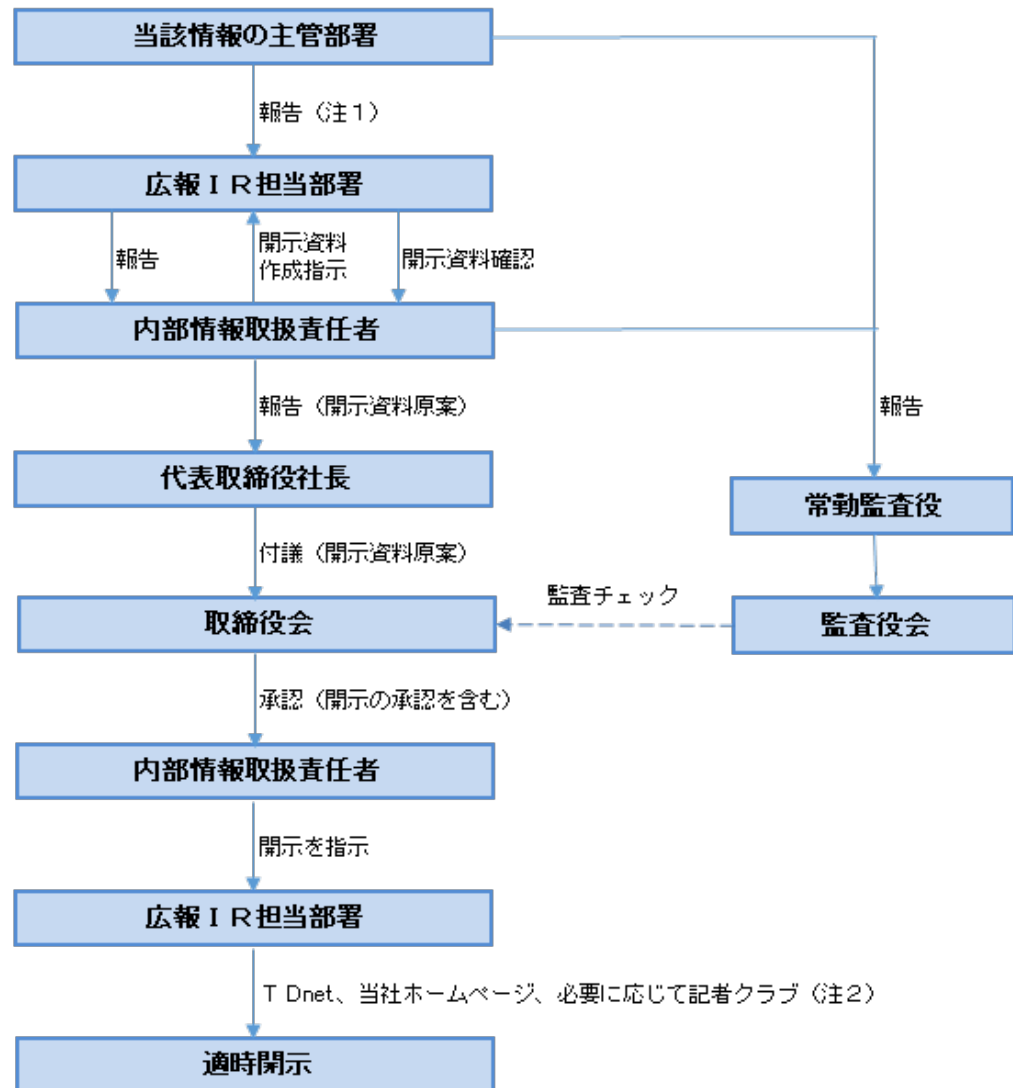 当該情報の主管部署
報告（注１）
広報ＩＲ担当部署
報告
開示資料
作成指示
開示資料確認
内部情報取扱責任者
報告（開示資料原案）
報告
代表取締役社長
常勤監査役
付議（開示資料原案）
監査チェック
取締役会
監査役会
承認（開示の承認を含む）
内部情報取扱責任者
開示を指示
広報ＩＲ担当部署
ＴDnet、当社ホームページ、必要に応じて記者クラブ（注２）
適時開示